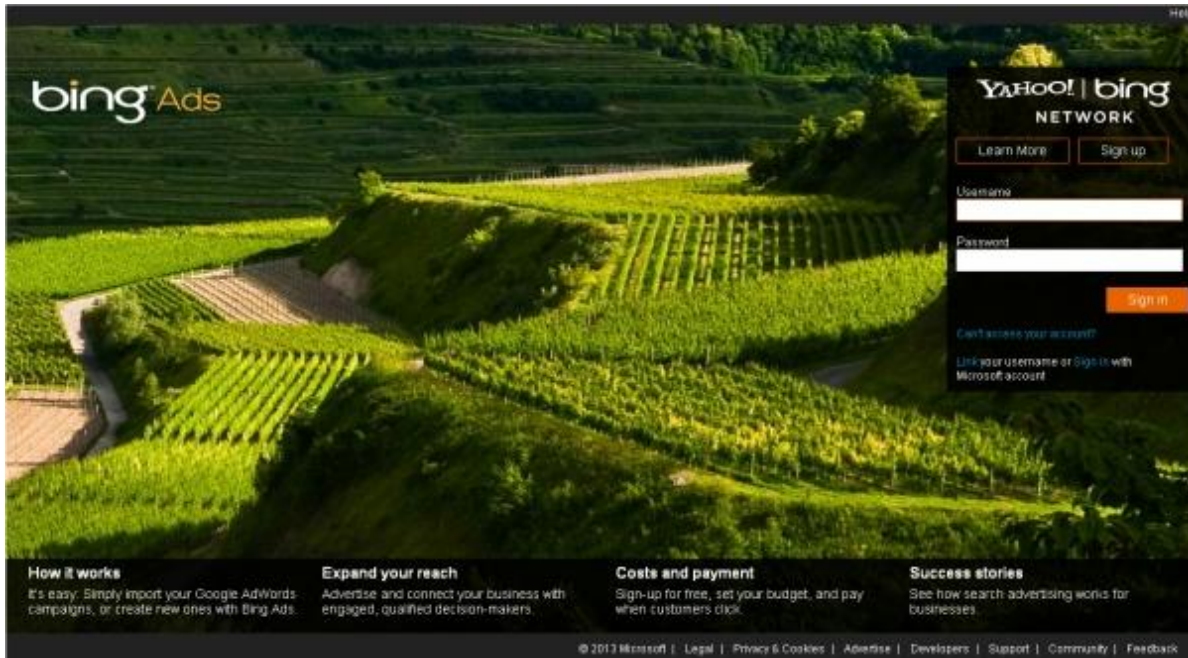 Hel
bing Ads
YAHOO! | bing
NETWORK
Learn More
Sign up
Username
Password
Sign in
Can't access your account?
Link your username or Sign in with
Microsoft account
How it works
It's easy: Simply import your Google AdWords
campaigns, or create new ones with Bing Ads.
Expand your reach
Advertise and connect your business with
engaged, qualified decision-makers.
Costs and payment
Sign-up for free, set your budget, and pay
when customers click.
Success stories
See how search advertising works for
businesses.
© 2013 Microsoft | Legal | Privacy & Cookies | Advertise | Developers | Support | Community | Feedback